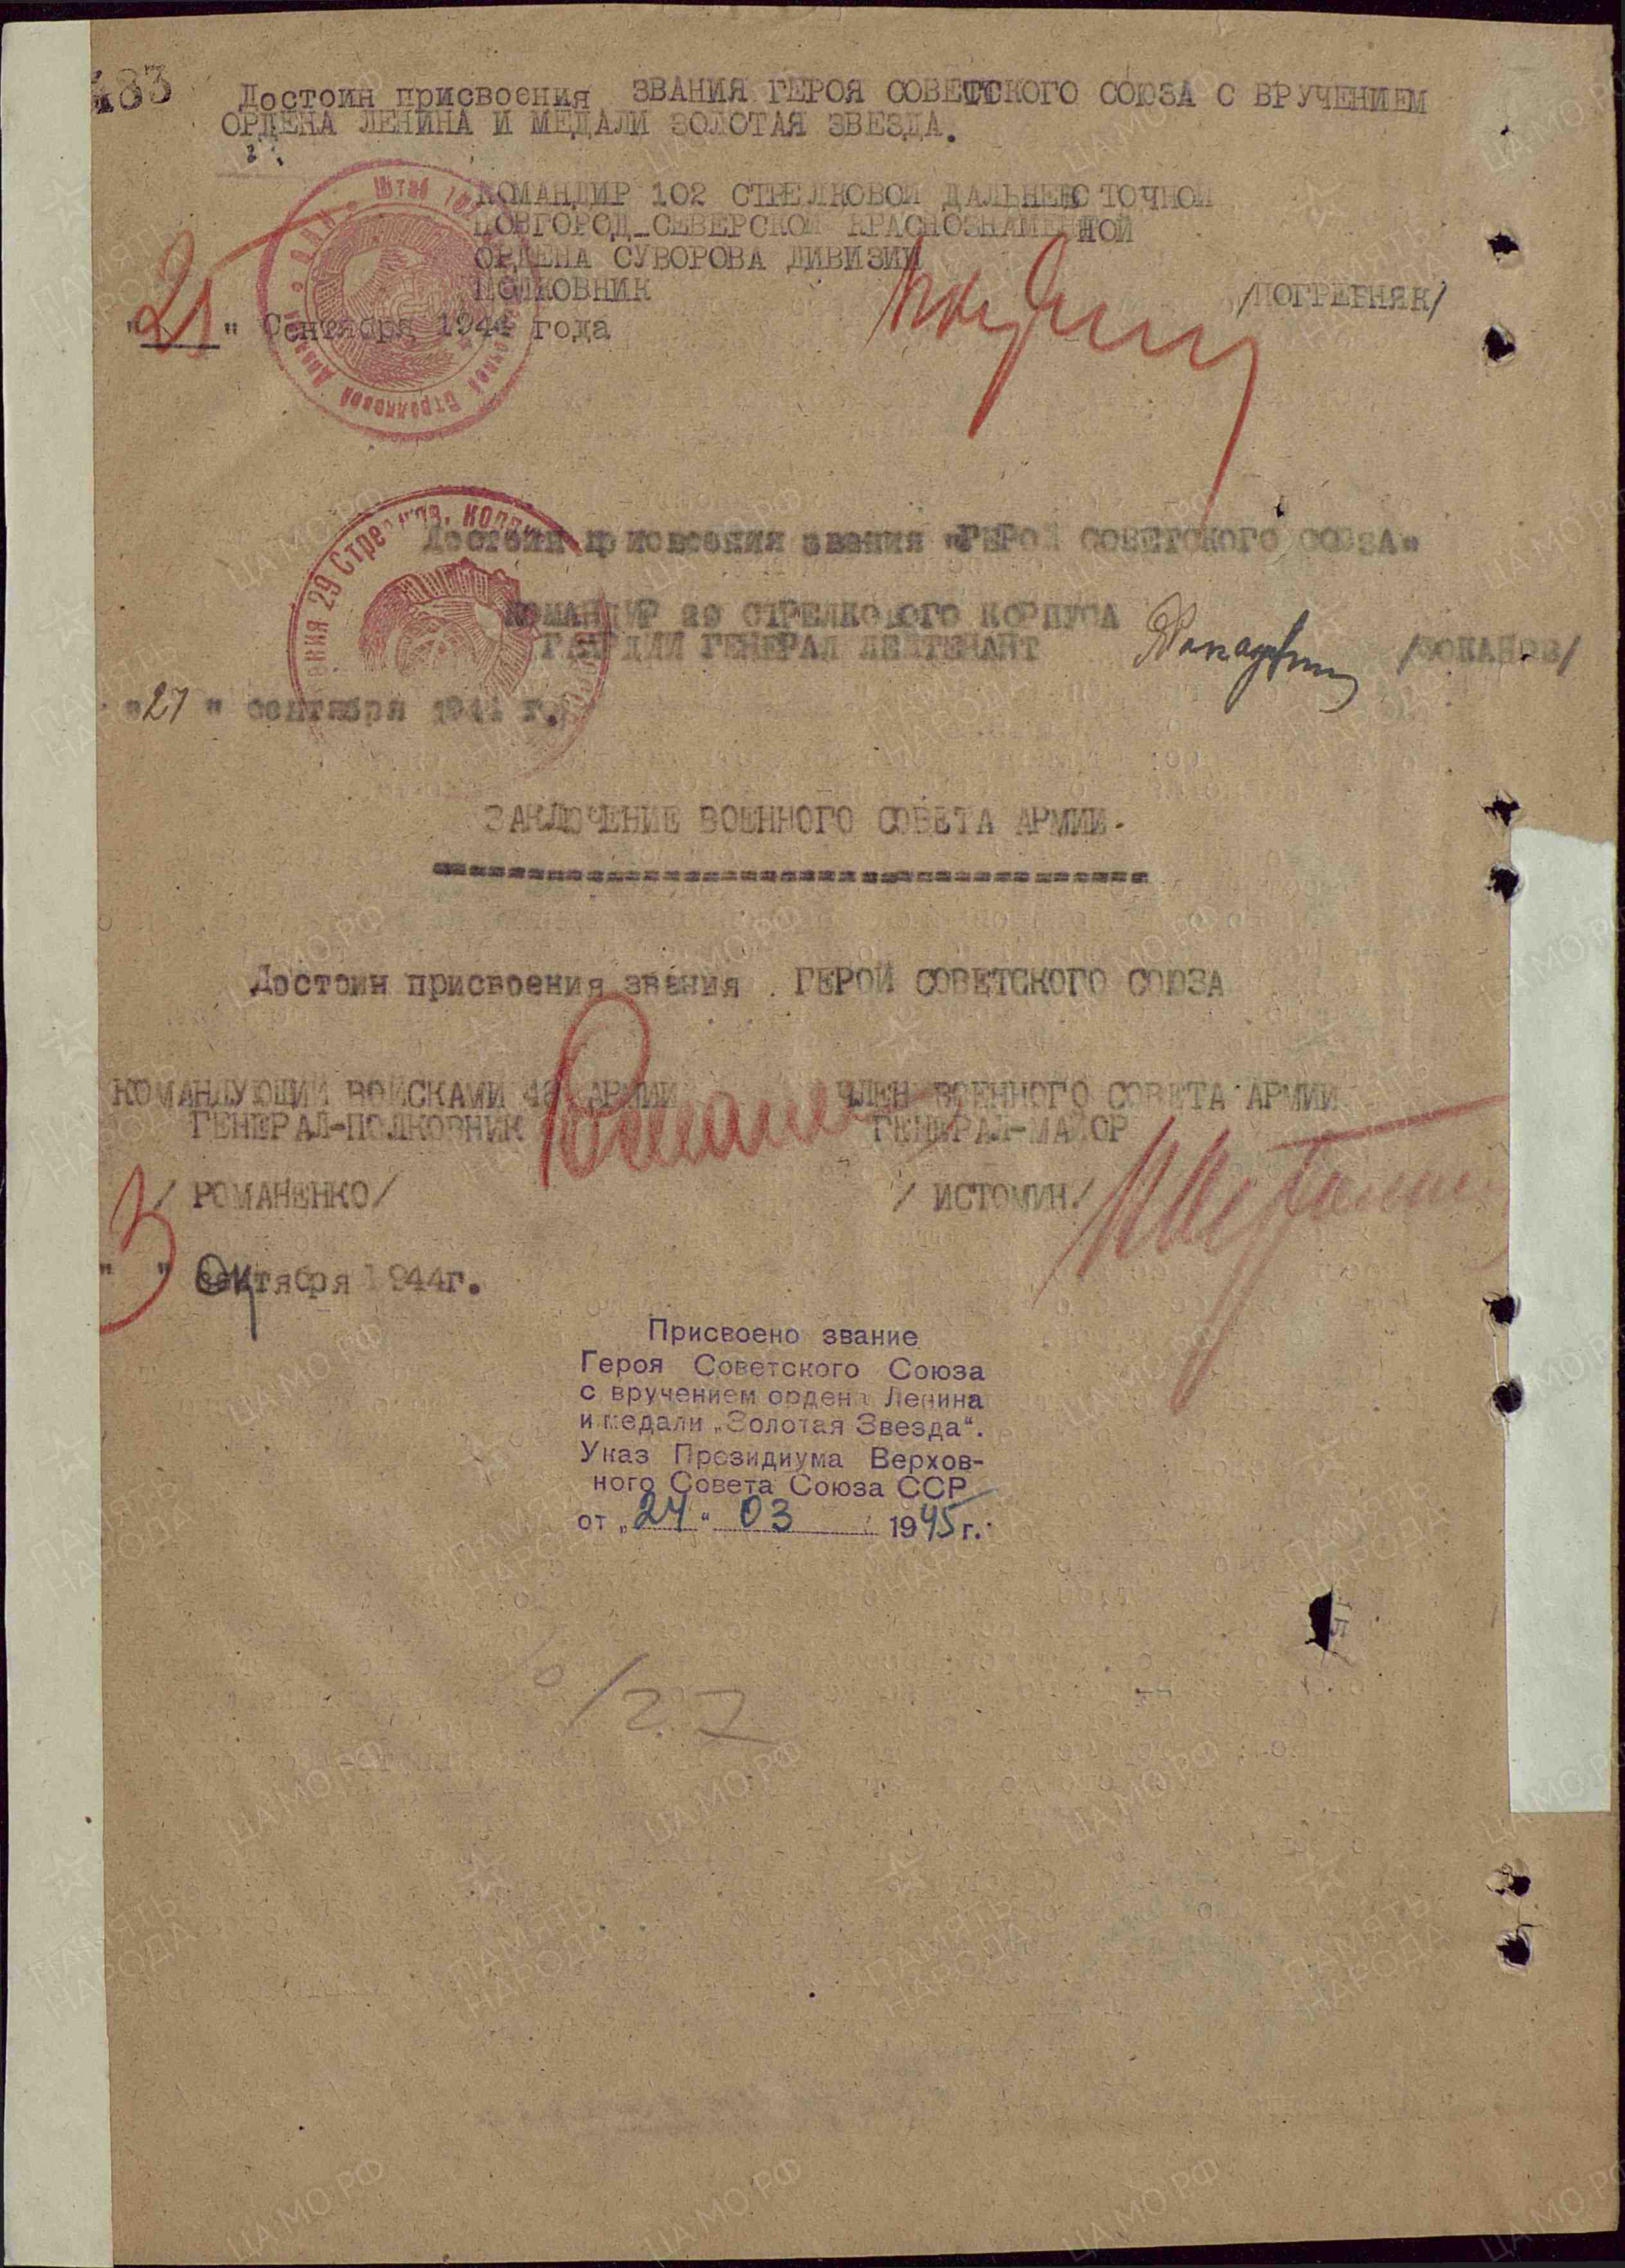 483
Достоин присвоения ЗВАНИЯ ГЕРОЯ СОВЕТСКОГО СОЮЗА С ВРУЧЕНИЕМ
ОРДЕНА ЛЕНИНА И МЕДАЛИ ЗОЛОТАЯ ЗВЕЗДА.
КОМАНДИР 102 СТРЕЛКОВОЙ ДАЛЬНЕВОСТОЧНОЙ
НОВГОРОД-СЕВЕРСКОЙ КРАСНОЗНАМЕННОЙ
ОРДЕНА СУВОРОВА ДИВИЗИИ
ПОЛКОВНИК /ПОГРЕБНЯК/
"21" Сентября 1944 года
Достоин присвоения звания "ГЕРОЙ СОВЕТСКОГО СОЮЗА"
КОМАНДИР 29 СТРЕЛКОВОГО КОРПУСА
ГВАРДИИ ГЕНЕРАЛ ЛЕЙТЕНАНТ /ФОКАНОВ/
"27" сентября 1944 г.
ЗАКЛЮЧЕНИЕ ВОЕННОГО СОВЕТА АРМИИ.
Достоин присвоения звания ГЕРОЙ СОВЕТСКОГО СОЮЗА
КОМАНДУЮЩИЙ ВОЙСКАМИ 48 АРМИИ ЧЛЕН ВОЕННОГО СОВЕТА АРМИИ
ГЕНЕРАЛ-ПОЛКОВНИК ГЕНЕРАЛ-МАЙОР
/ РОМАНЕНКО/ / ИСТОМИН/
"3" Октября 1944г.
Присвоено звание
Героя Советского Союза
с вручением ордена Ленина
и медали „Золотая Звезда“.
Указ Президиума Верхов-
ного Совета Союза ССР
от „24“ 03 1945 г.